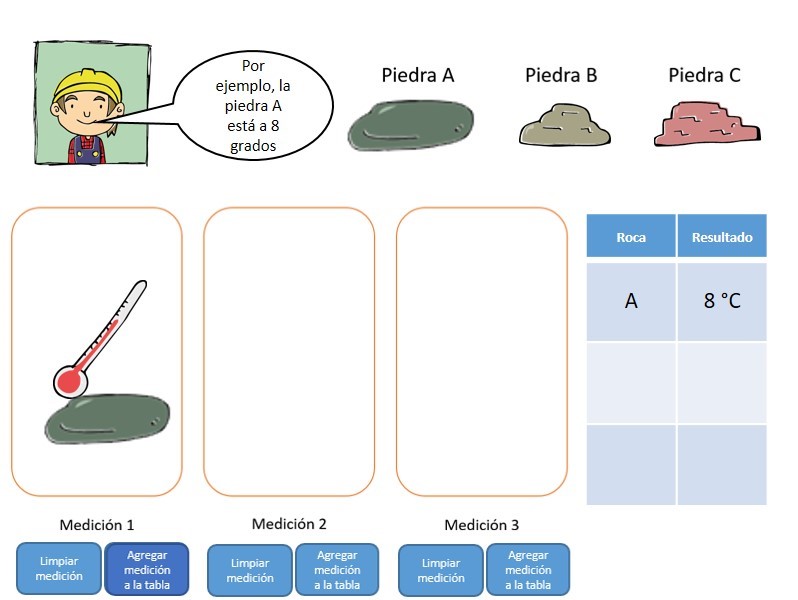 Por
ejemplo, la
piedra A
está a 8
grados
Piedra A
Piedra B
Piedra C
Roca
Resultado
A
8 °C
Medición 1
Medición 2
Medición 3
Limpiar
medición
Agregar
medición
a la tabla
Limpiar
medición
Agregar
medición
a la tabla
Limpiar
medición
Agregar
medición
a la tabla